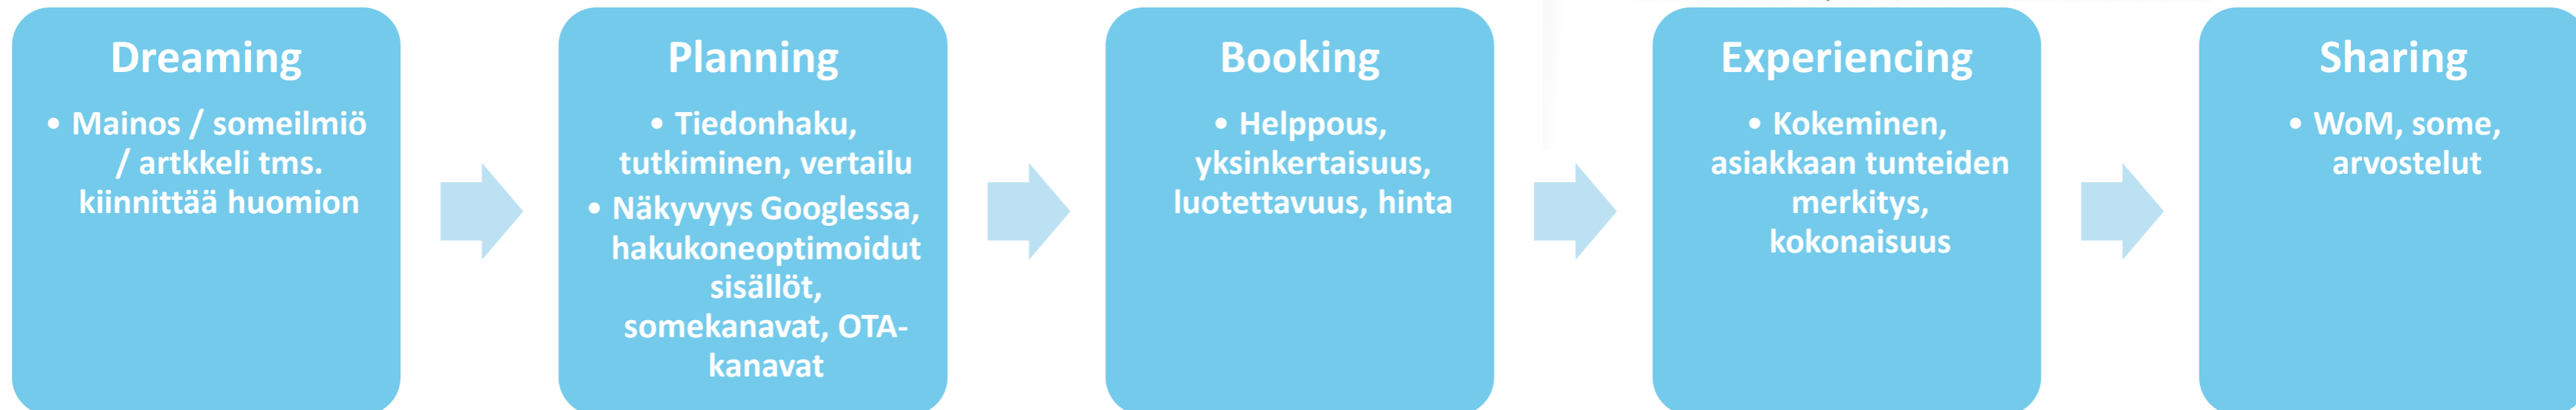 Dreaming
• Mainos / someilmiö
/ artkkeli tms.
kiinnittää huomion
Planning
• Tiedonhaku,
tutkiminen, vertailu
• Näkyvyys Googlessa,
hakukoneoptimoidut
sisällöt,
somekanavat, OTA-
kanavat
Booking
• Helppous,
yksinkertaisuus,
luotettavuus, hinta
Experiencing
• Kokeminen,
asiakkaan tunteiden
merkitys,
kokonaisuus
Sharing
• WoM, some,
arvostelut